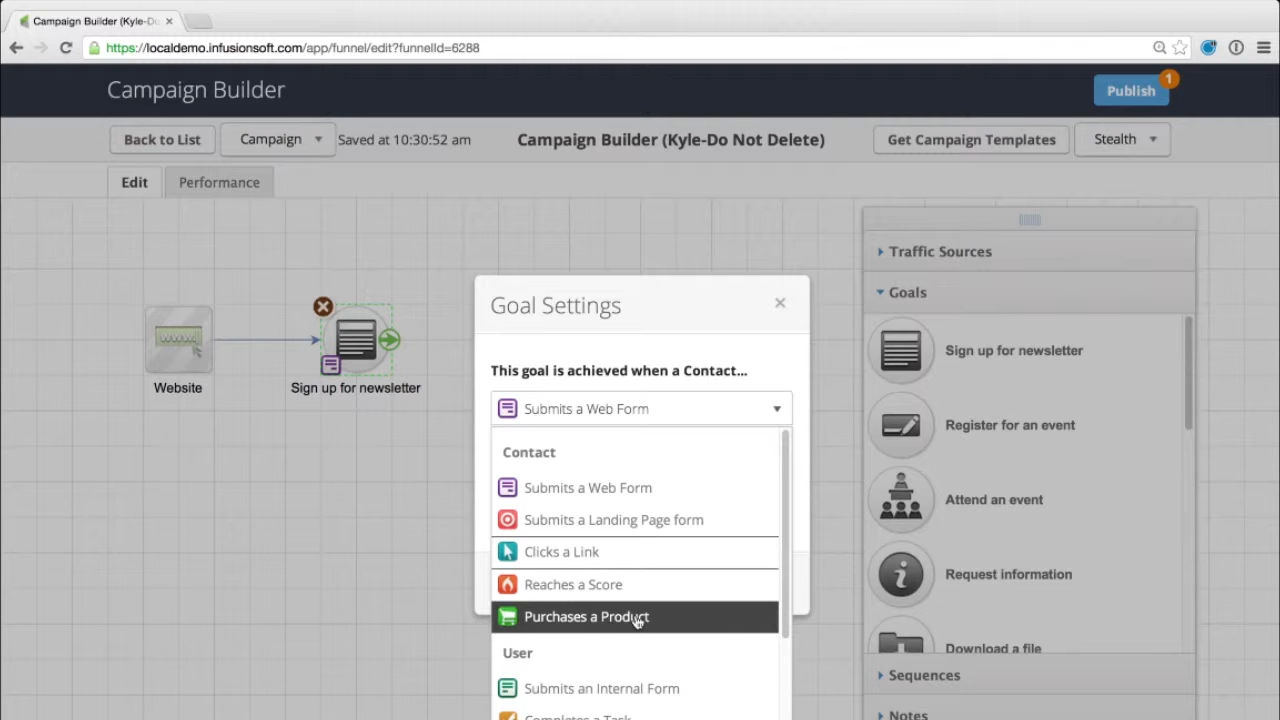 Campaign Builder (Kyle-Do
https://localdemo.infusionsoft.com/app/funnel/edit?funnelId=6288
Campaign Builder
Publish
1
Back to List
Campaign
Saved at 10:30:52 am
Campaign Builder (Kyle-Do Not Delete)
Get Campaign Templates
Stealth
Edit
Performance
Traffic Sources
Goals
Sign up for newsletter
Register for an event
Attend an event
Request information
Download a file
Sequences
Notes
WWW
Website
Sign up for newsletter
Goal Settings
This goal is achieved when a Contact...
Submits a Web Form
Contact
Submits a Web Form
Submits a Landing Page form
Clicks a Link
Reaches a Score
Purchases a Product
User
Submits an Internal Form
Completes a Task